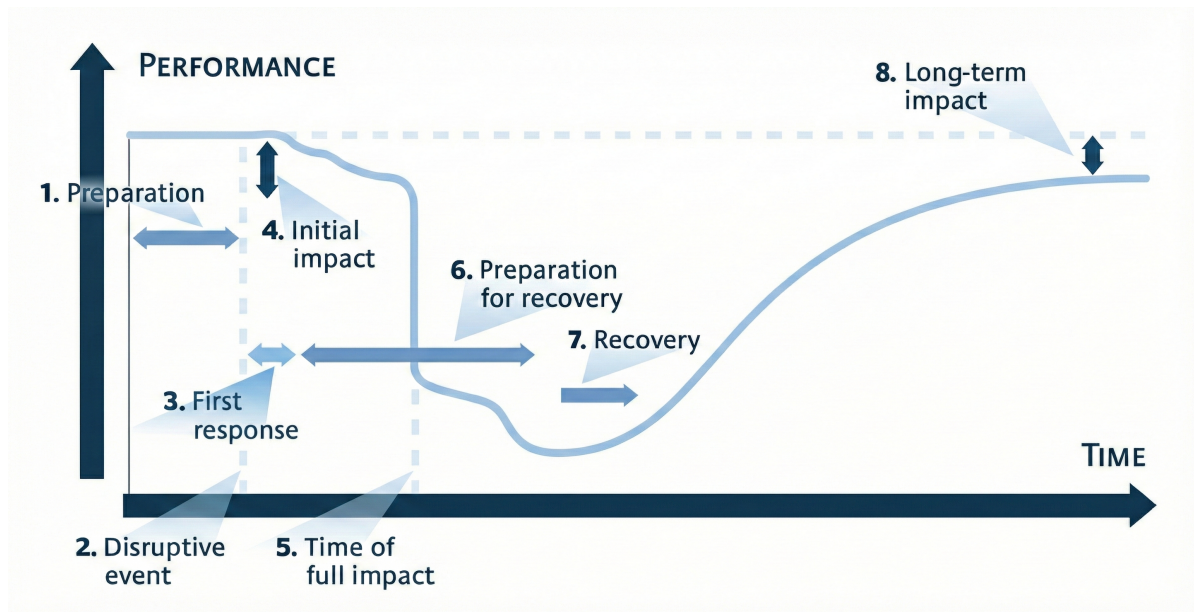 PERFORMANCE
8. Long-term
impact
1. Preparation
4. Initial
impact
6. Preparation
for recovery
7. Recovery
3. First
response
TIME
2. Disruptive
event
5. Time of
full impact